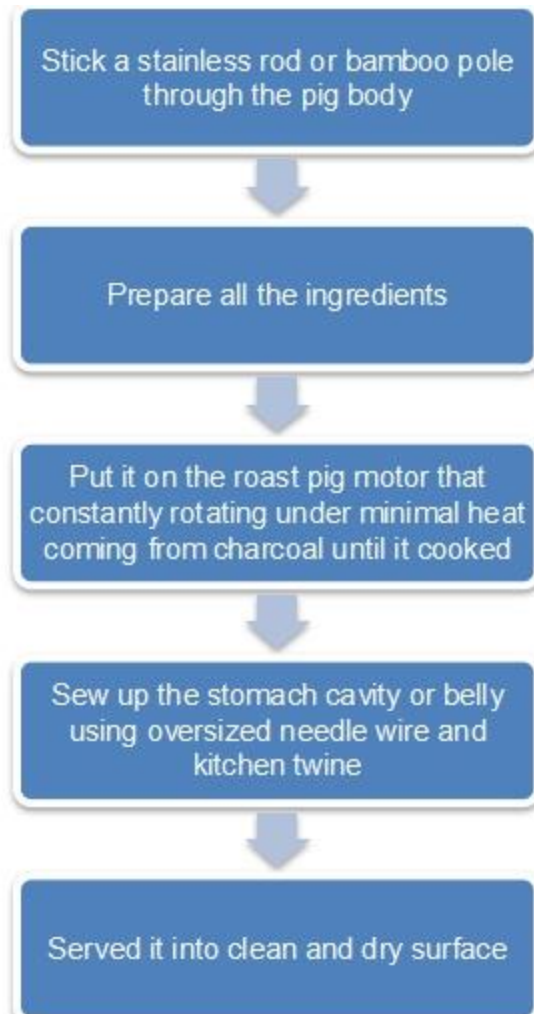 Stick a stainless rod or bamboo pole
through the pig body
Prepare all the ingredients
Put it on the roast pig motor that
constantly rotating under minimal heat
coming from charcoal until it cooked
Sew up the stomach cavity or belly
using oversized needle wire and
kitchen twine
Served it into clean and dry surface